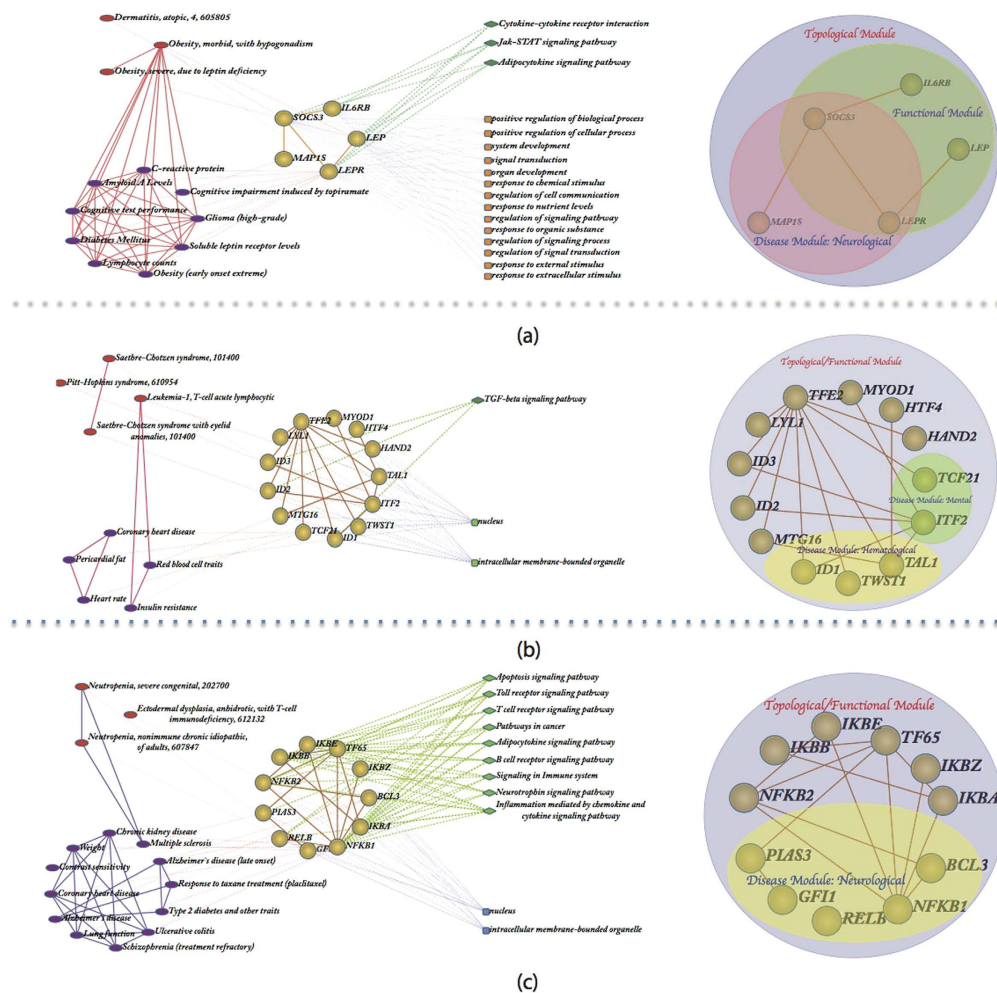 Dermatitis, atopic, 4, 605805
Obesity, morbid, with hypogonadism
Obesity, severe, due to leptin deficiency
C-reactive protein
Amyloid A Levels
Cognitive impairment induced by topiramate
Cognitive test performance
Glioma (high-grade)
Diabetes Mellitus
Soluble leptin receptor levels
Lymphocyte counts
Obesity (early onset extreme)
IL6RB
SOCS3
LEP
MAP1S
LEPR
Cytokine-cytokine receptor interaction
Jak-STAT signaling pathway
Adipocytokine signaling pathway
positive regulation of biological process
positive regulation of cellular process
system development
signal transduction
organ development
response to chemical stimulus
regulation of cell communication
response to nutrient levels
regulation of signaling pathway
response to organic substance
regulation of signaling process
regulation of signal transduction
response to external stimulus
response to extracellular stimulus
Topological Module
IL6RB
SOCS3
Functional Module
LEP
MAP1S
LEPR
Disease Module: Neurological
(a)
Saethre-Chotzen syndrome, 101400
Pitt-Hopkins syndrome, 610954
Leukemia-1, T-cell acute lymphocytic
Saethre-Chotzen syndrome with eyelid
anomalies, 101400
Coronary heart disease
Pericardial fat
Red blood cell traits
Heart rate
Insulin resistance
TFE2
MYOD1
HTF4
LYL1
HAND2
ID3
TAL1
ID2
ITF2
MTG16
TWST1
TCF21
ID1
TGF-beta signaling pathway
nucleus
intracellular membrane-bounded organelle
Topological/Functional Module
TFE2
MYOD1
HTF4
LYL1
HAND2
ID3
TCF21
Disease Module: Mental
ID2
ITF2
MTG16
Disease Module: Hematological
ID1
TAL1
TWST1
(b)
Neutropenia, severe congenital, 202700
Ectodermal dysplasia, anhidrotic, with T-cell
immunodeficiency, 612132
Neutropenia, nonimmune chronic idiopathic,
of adults, 607847
Chronic kidney disease
Weight
Multiple sclerosis
Contrast sensitivity
Alzheimer's disease (late onset)
Response to taxane treatment (placlitaxel)
Coronary heart disease
Type 2 diabetes and other traits
Alzheimer's disease
Ulcerative colitis
Lung function
Schizophrenia (treatment refractory)
IKBE
TF65
IKBB
IKBZ
NFKB2
BCL3
PIAS3
IKBA
RELB
NFKB1
Apoptosis signaling pathway
Toll receptor signaling pathway
T cell receptor signaling pathway
Pathways in cancer
Adipocytokine signaling pathway
B cell receptor signaling pathway
Signaling in Immune system
Neurotrophin signaling pathway
Inflammation mediated by chemokine and
cytokine signaling pathway
nucleus
intracellular membrane-bounded organelle
Topological/Functional Module
IKBE
TF65
IKBB
IKBZ
NFKB2
IKBA
PIAS3
BCL3
Disease Module: Neurological
GFI1
NFKB1
RELB
(c)